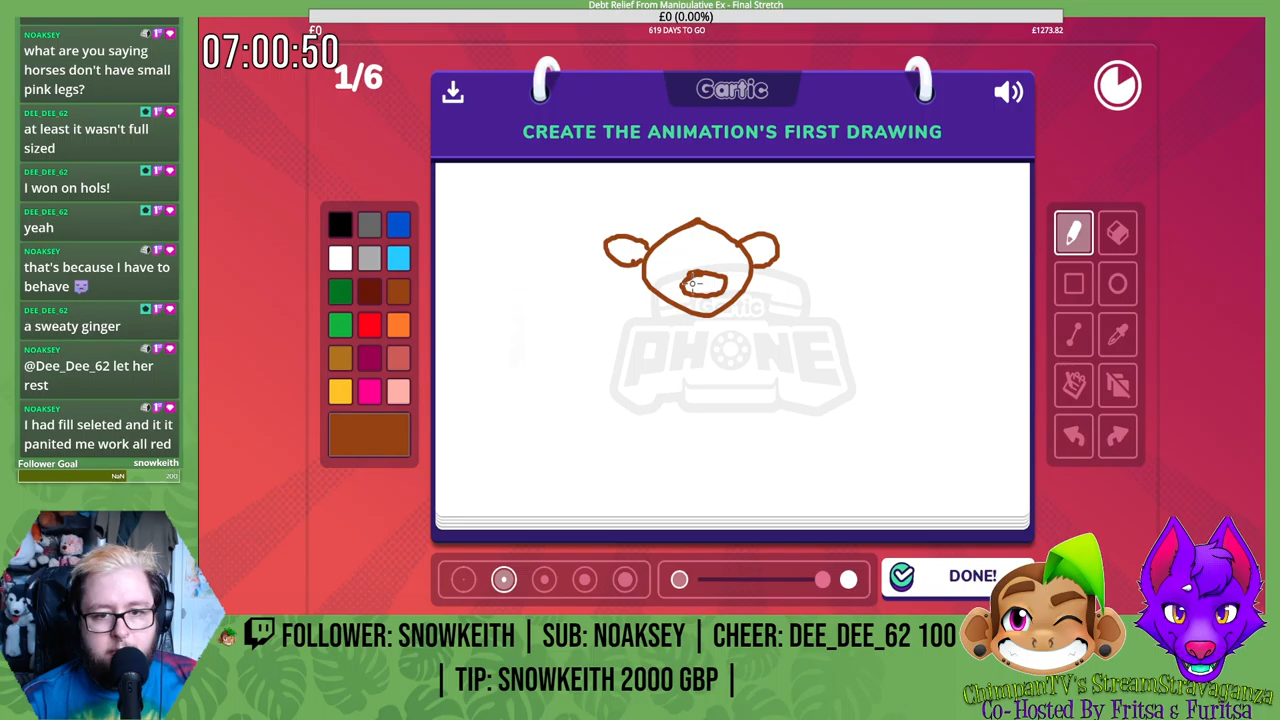 Debt Relief From Manipulative Ex - Final Stretch
£0 (0.00%)
£0
619 DAYS TO GO
£1273.82
07:00:50
1/6
Gartic
CREATE THE ANIMATION'S FIRST DRAWING
NOAKSEY
what are you saying
horses don't have small
pink legs?
DEE_DEE_62
at least it wasn't full
sized
DEE_DEE_62
I won on hols!
DEE_DEE_62
yeah
NOAKSEY
that's because I have to
behave
DEE_DEE_62
a sweaty ginger
NOAKSEY
@Dee_Dee_62 let her
rest
NOAKSEY
I had fill seleted and it it
panited me work all red
Follower Goal
snowkeith
NaN
200
Gartic
PHONE
DONE!
FOLLOWER: SNOWKEITH | SUB: NOAKSEY | CHEER: DEE_DEE_62 100
| TIP: SNOWKEITH 2000 GBP |
ChimpanTV's StreamStravaganza
Co-Hosted By Fritsa & Furitsa